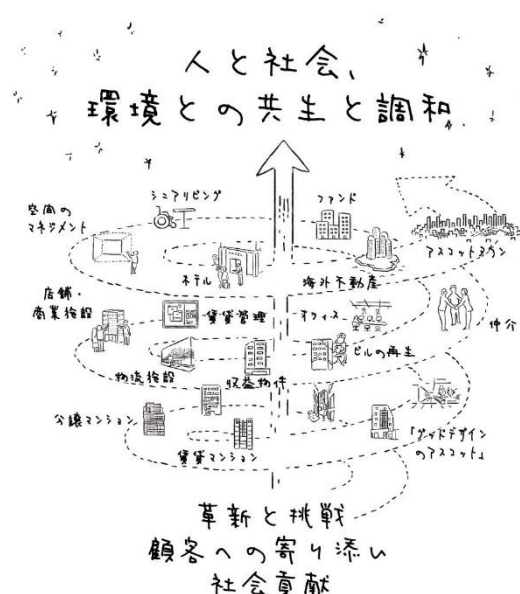 人と社会、
環境との共生と調和
シニアリビング
ファンド
空間の
マネジメント
アスコットタウン
ホテル
海外不動産
店舗・
商業施設
賃貸管理
オフィス
仲介
物流施設
収益物件
ビルの再生
分譲マンション
賃貸マンション
「グッドデザイン
のアスコット」
革新と挑戦
顧客への寄り添い
社会貢献